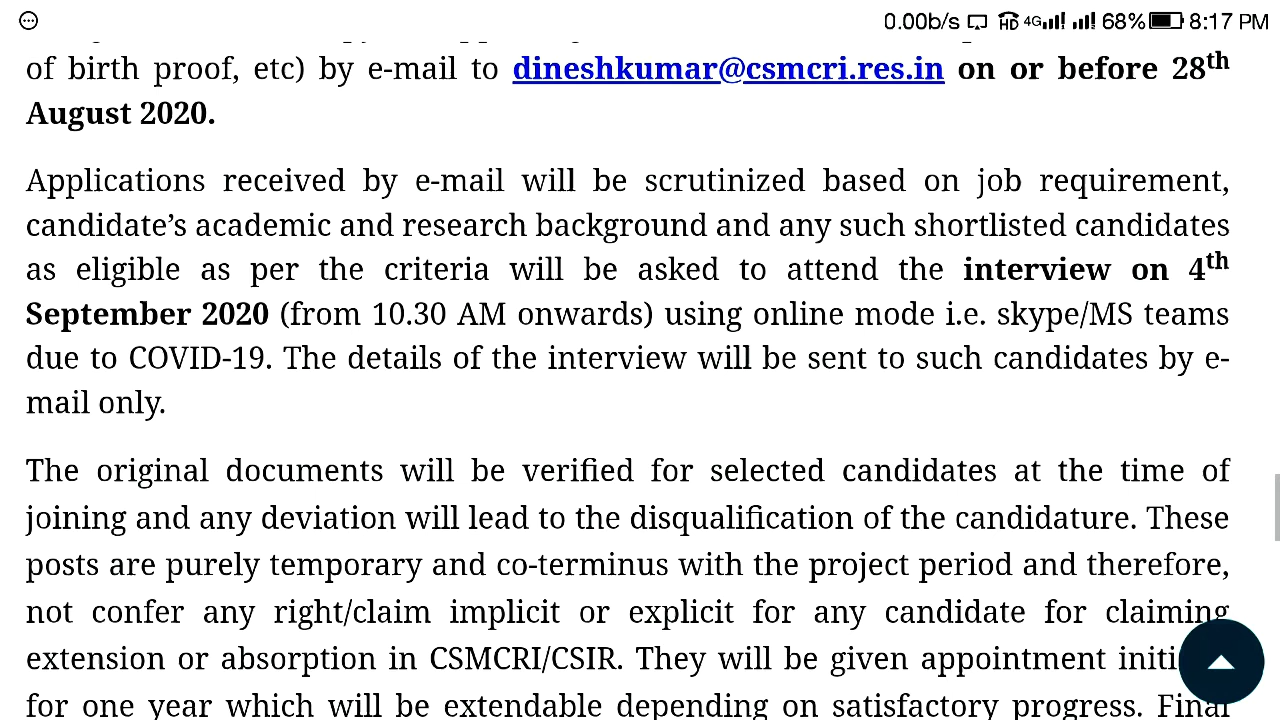 0.00b/s HD 4G 68% 8:17 PM
of birth proof, etc) by e-mail to dineshkumar@csmcri.res.in on or before 28th
August 2020.
Applications received by e-mail will be scrutinized based on job requirement,
candidate’s academic and research background and any such shortlisted candidates
as eligible as per the criteria will be asked to attend the interview on 4th
September 2020 (from 10.30 AM onwards) using online mode i.e. skype/MS teams
due to COVID-19. The details of the interview will be sent to such candidates by e-
mail only.
The original documents will be verified for selected candidates at the time of
joining and any deviation will lead to the disqualification of the candidature. These
posts are purely temporary and co-terminus with the project period and therefore,
not confer any right/claim implicit or explicit for any candidate for claiming
extension or absorption in CSMCRI/CSIR. They will be given appointment
for one year which will be extendable depending on satisfactory progress. Final